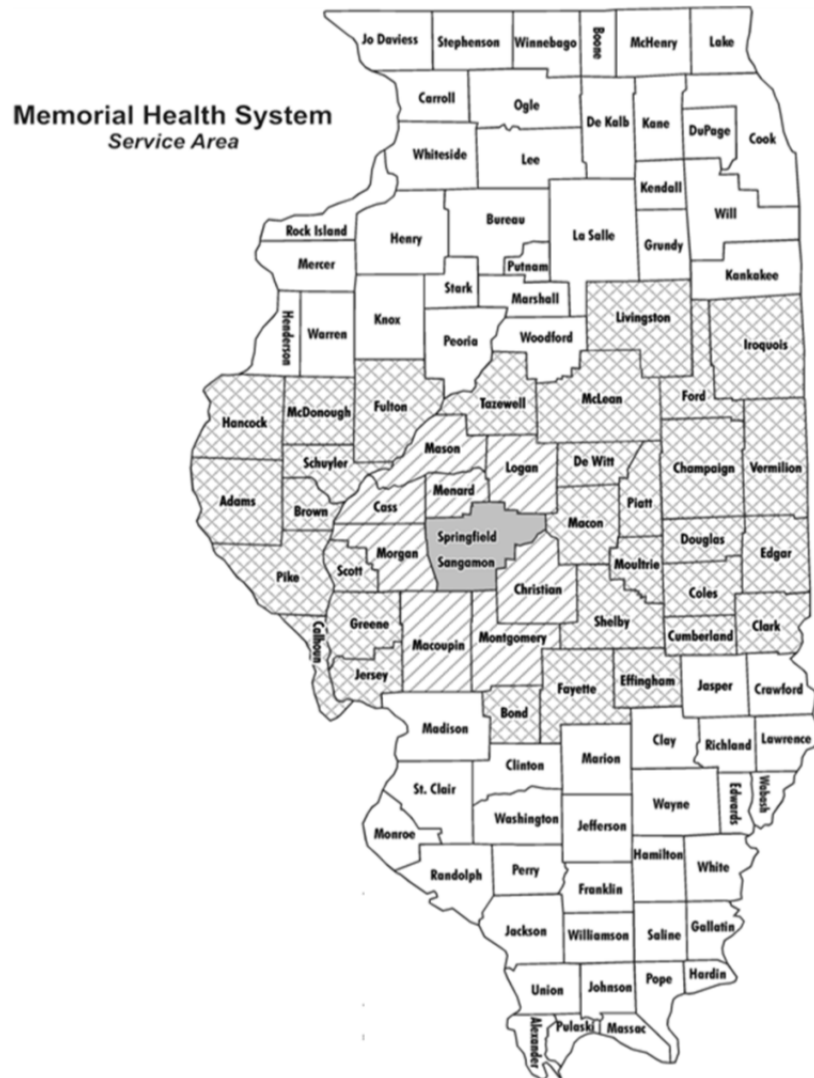 Memorial Health System
Service Area
Jo Daviess
Stephenson
Winnebago
Boone
McHenry
Lake
Carroll
Ogle
De Kalb
Kane
DuPage
Cook
Whiteside
Lee
Kendall
Will
Rock Island
Henry
Bureau
La Salle
Grundy
Mercer
Putnam
Kankakee
Stark
Marshall
Henderson
Warren
Knox
Peoria
Woodford
Livingston
Iroquois
Hancock
McDonough
Fulton
Tazewell
McLean
Ford
Mason
Schuyler
Logan
De Witt
Champaign
Vermilion
Adams
Brown
Cass
Menard
Piatt
Macon
Springfield
Sangamon
Douglas
Edgar
Pike
Scott
Morgan
Moultrie
Christian
Coles
Calhoun
Greene
Macoupin
Montgomery
Shelby
Cumberland
Clark
Jersey
Fayette
Effingham
Jasper
Crawford
Bond
Madison
Clay
Richland
Lawrence
Clinton
Marion
St. Clair
Wayne
Edwards
Wabash
Monroe
Washington
Jefferson
Randolph
Perry
Hamilton
White
Franklin
Jackson
Williamson
Saline
Gallatin
Union
Johnson
Pope
Hardin
Alexander
Pulaski
Massac